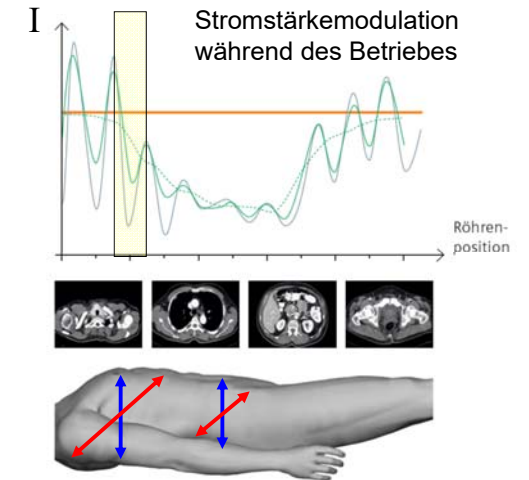 I
Stromstärkemodulation
während des Betriebes
Röhren-
position